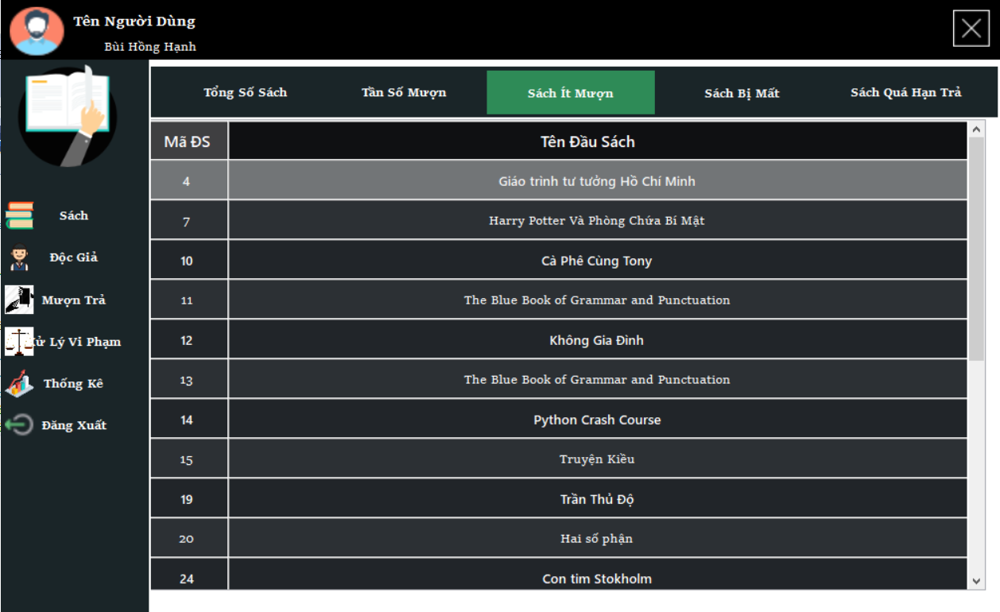 Tên Người Dùng
Bùi Hồng Hạnh
Tổng Số Sách
Tần Số Mượn
Sách Ít Mượn
Sách Bị Mất
Sách Quá Hạn Trả
Sách
Độc Giả
Mượn Trả
Xử Lý Vi Phạm
Thống Kê
Đăng Xuất
Mã ĐS Tên Đầu Sách
4 Giáo trình tư tưởng Hồ Chí Minh
7 Harry Potter Và Phòng Chứa Bí Mật
10 Cà Phê Cùng Tony
11 The Blue Book of Grammar and Punctuation
12 Không Gia Đình
13 The Blue Book of Grammar and Punctuation
14 Python Crash Course
15 Truyện Kiều
19 Trần Thủ Độ
20 Hai số phận
24 Con tim Stokholm